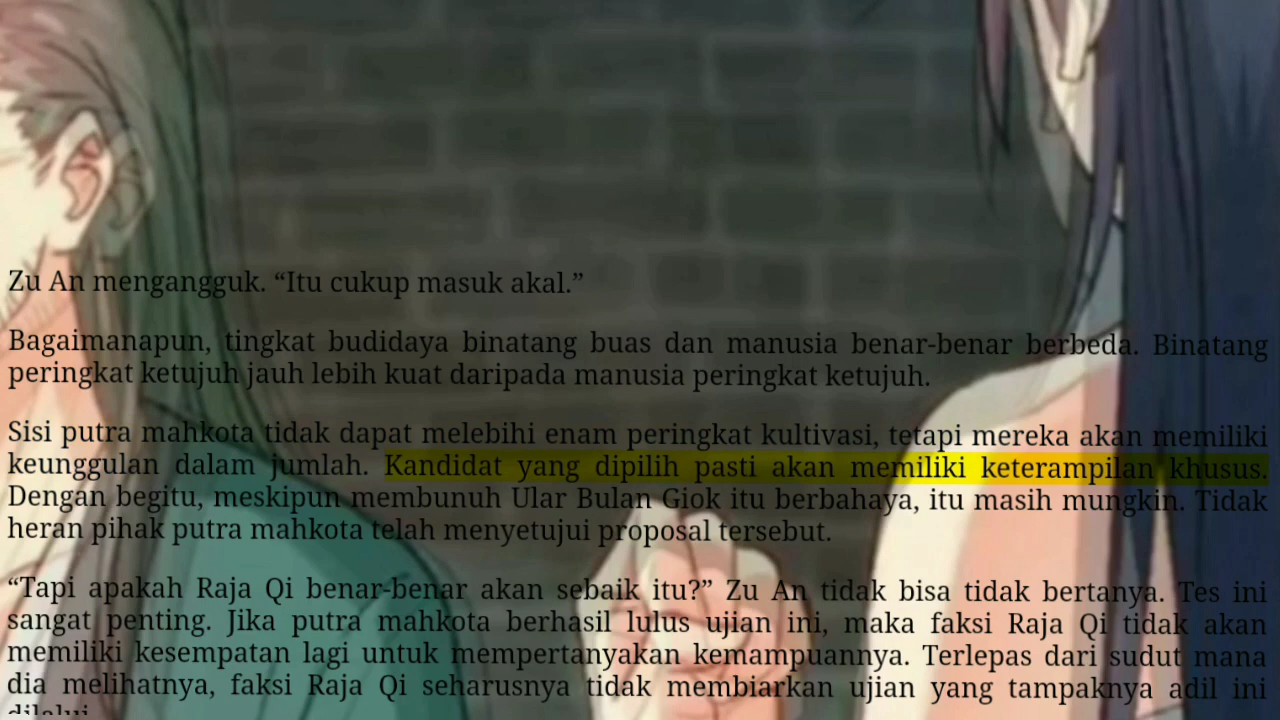 Zu An mengangguk. “Itu cukup masuk akal.”
Bagaimanapun, tingkat budidaya binatang buas dan manusia benar-benar berbeda. Binatang
peringkat ketujuh jauh lebih kuat daripada manusia peringkat ketujuh.
Sisi putra mahkota tidak dapat melebihi enam peringkat kultivasi, tetapi mereka akan memiliki
keunggulan dalam jumlah. Kandidat yang dipilih pasti akan memiliki keterampilan khusus.
Dengan begitu, meskipun membunuh Ular Bulan Giok itu berbahaya, itu masih mungkin. Tidak
heran pihak putra mahkota telah menyetujui proposal tersebut.
“Tapi apakah Raja Qi benar-benar akan sebaik itu?” Zu An tidak bisa tidak bertanya. Tes ini
sangat penting. Jika putra mahkota berhasil lulus ujian ini, maka faksi Raja Qi tidak akan
memiliki kesempatan lagi untuk mempertanyakan kemampuannya. Terlepas dari sudut mana
dia melihatnya, faksi Raja Qi seharusnya tidak membiarkan ujian yang tampaknya adil ini